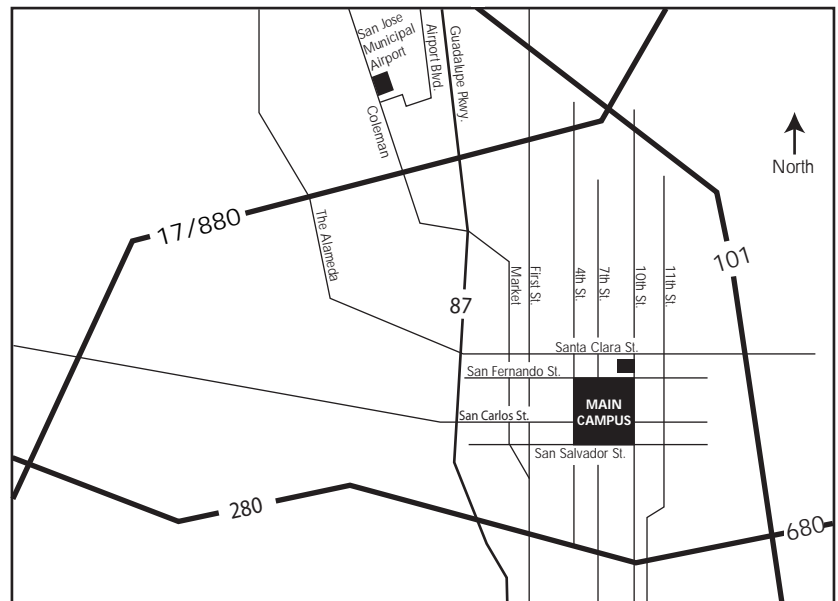 San Jose
Municipal
Airport
Airport Blvd.
Guadalupe Pkwy.
Coleman
North
17/880
The Alameda
101
Market
First St.
4th St.
7th St.
10th St.
11th St.
87
Santa Clara St.
San Fernando St.
MAIN
CAMPUS
San Carlos St.
San Salvador St.
280
680